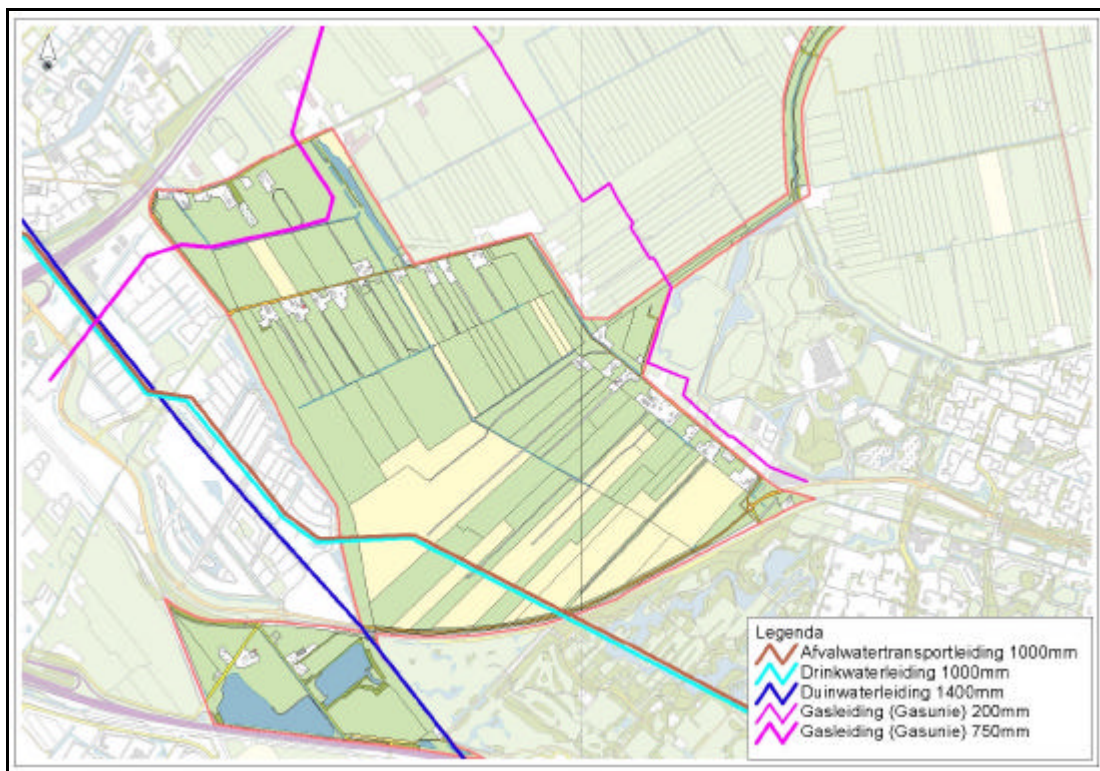 Legenda
Afvalwatertransportleiding 1000mm
Drinkwaterleiding 1000mm
Duinwaterleiding 1400mm
Gasleiding (Gasunie) 200mm
Gasleiding (Gasunie) 750mm